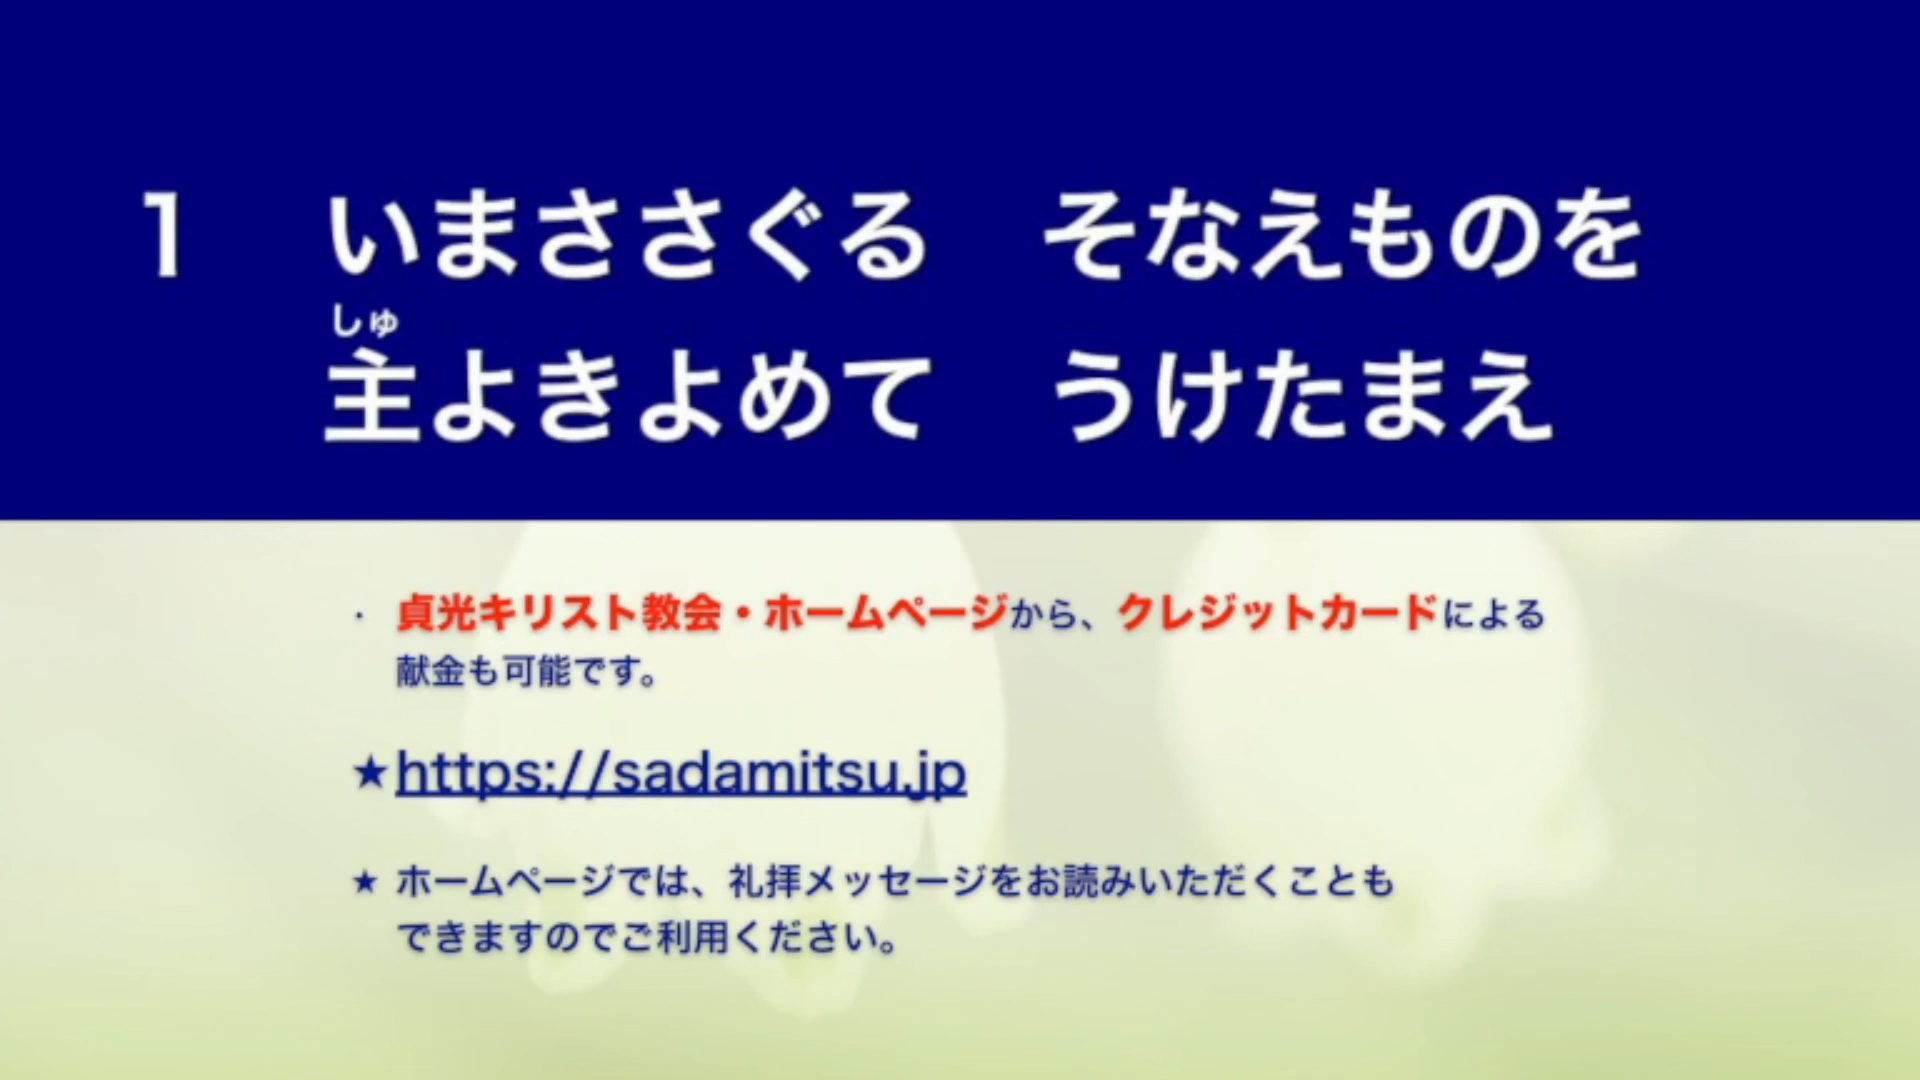 1 いまささぐる そなえものを
しゅ
主よきよめて うけたまえ
・ 貞光キリスト教会・ホームページから、クレジットカードによる
献金も可能です。
★https://sadamitsu.jp
★ ホームページでは、礼拝メッセージをお読みいただくことも
できますのでご利用ください。